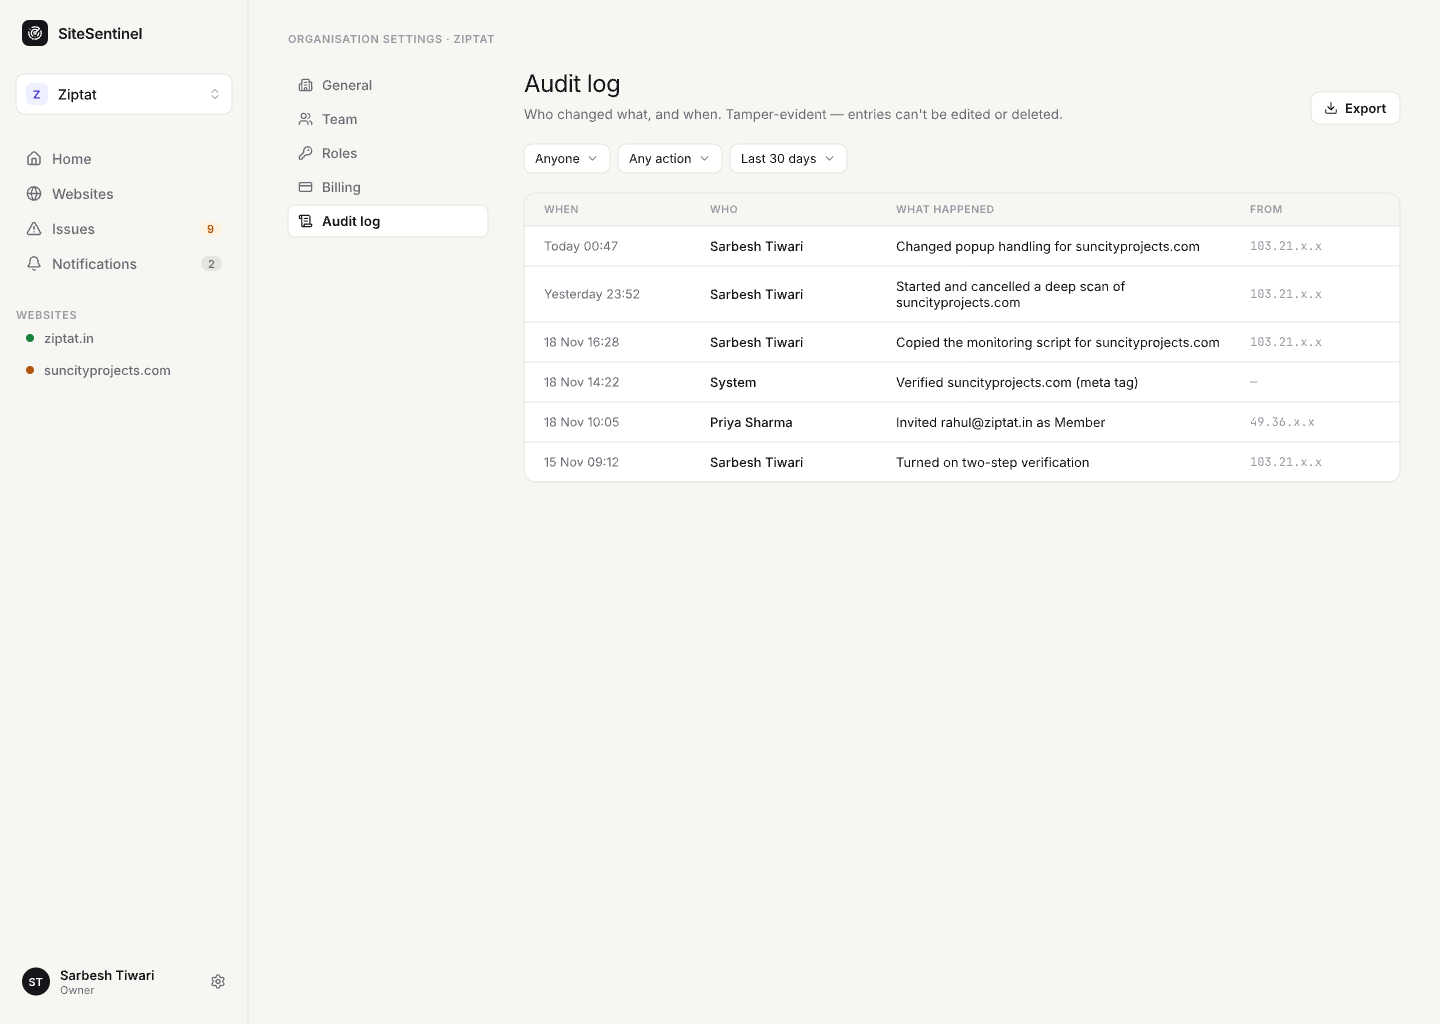 SiteSentinel
Z Ziptat
Home
Websites
Issues 9
Notifications 2
WEBSITES
ziptat.in
suncityprojects.com
ST Sarbesh Tiwari
Owner
ORGANISATION SETTINGS · ZIPTAT
General
Team
Roles
Billing
Audit log
Audit log
Who changed what, and when. Tamper-evident — entries can't be edited or deleted.
Export
Anyone Any action Last 30 days
WHEN WHO WHAT HAPPENED FROM
Today 00:47 Sarbesh Tiwari Changed popup handling for suncityprojects.com 103.21.x.x
Yesterday 23:52 Sarbesh Tiwari Started and cancelled a deep scan of
suncityprojects.com 103.21.x.x
18 Nov 16:28 Sarbesh Tiwari Copied the monitoring script for suncityprojects.com 103.21.x.x
18 Nov 14:22 System Verified suncityprojects.com (meta tag) —
18 Nov 10:05 Priya Sharma Invited rahul@ziptat.in as Member 49.36.x.x
15 Nov 09:12 Sarbesh Tiwari Turned on two-step verification 103.21.x.x